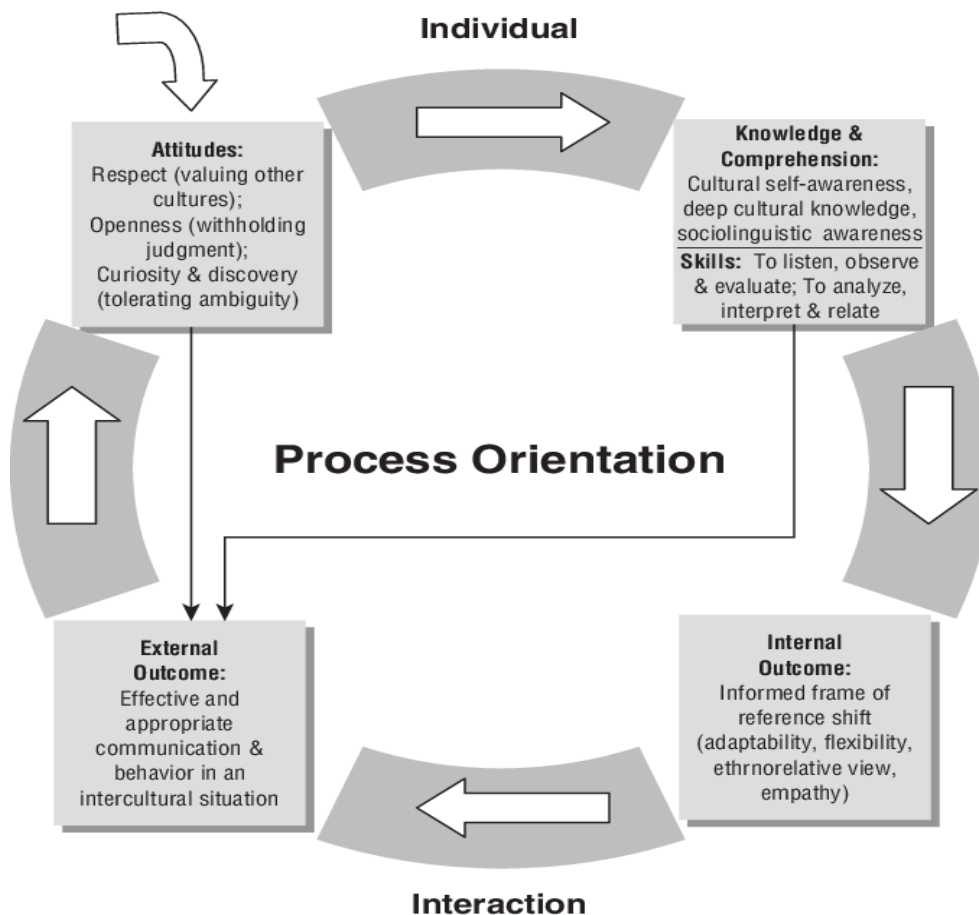 Individual
Attitudes:
Respect (valuing other
cultures);
Openness (withholding
judgment);
Curiosity & discovery
(tolerating ambiguity)
Knowledge &
Comprehension:
Cultural self-awareness,
deep cultural knowledge,
sociolinguistic awareness
Skills: To listen, observe
& evaluate; To analyze,
interpret & relate
Process Orientation
External
Outcome:
Effective and
appropriate
communication &
behavior in an
intercultural situation
Internal
Outcome:
Informed frame of
reference shift
(adaptability, flexibility,
ethrnorelative view,
empathy)
Interaction